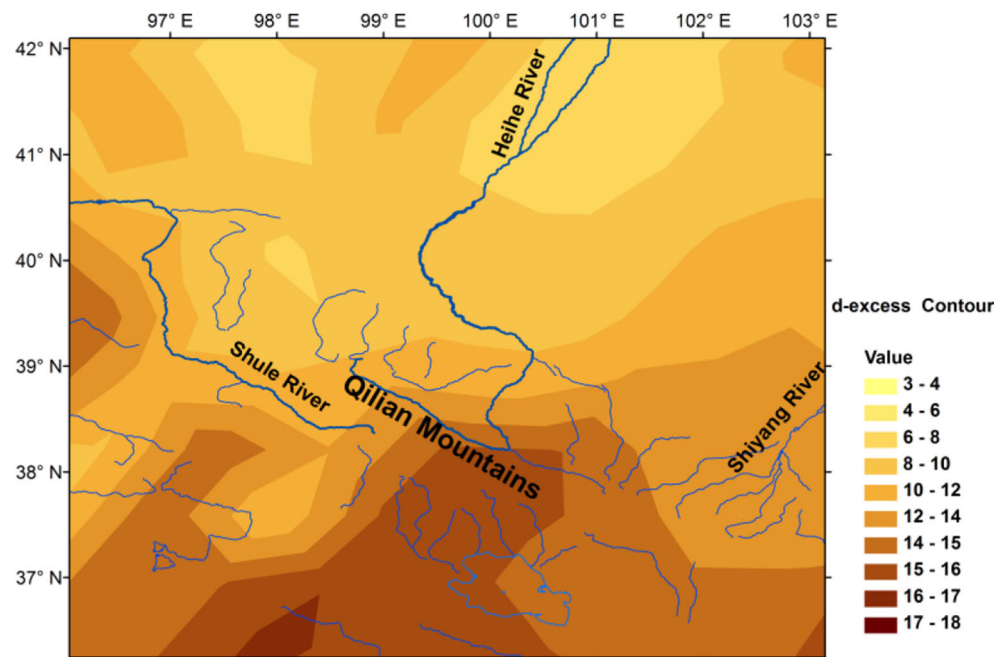 97° E 98° E 99° E 100° E 101° E 102° E 103° E
42° N
41° N
40° N
39° N
38° N
37° N
Heihe River
Shule River
Qilian Mountains
Shiyang River
d-excess Contour
Value
3 - 4
4 - 6
6 - 8
8 - 10
10 - 12
12 - 14
14 - 15
15 - 16
16 - 17
17 - 18